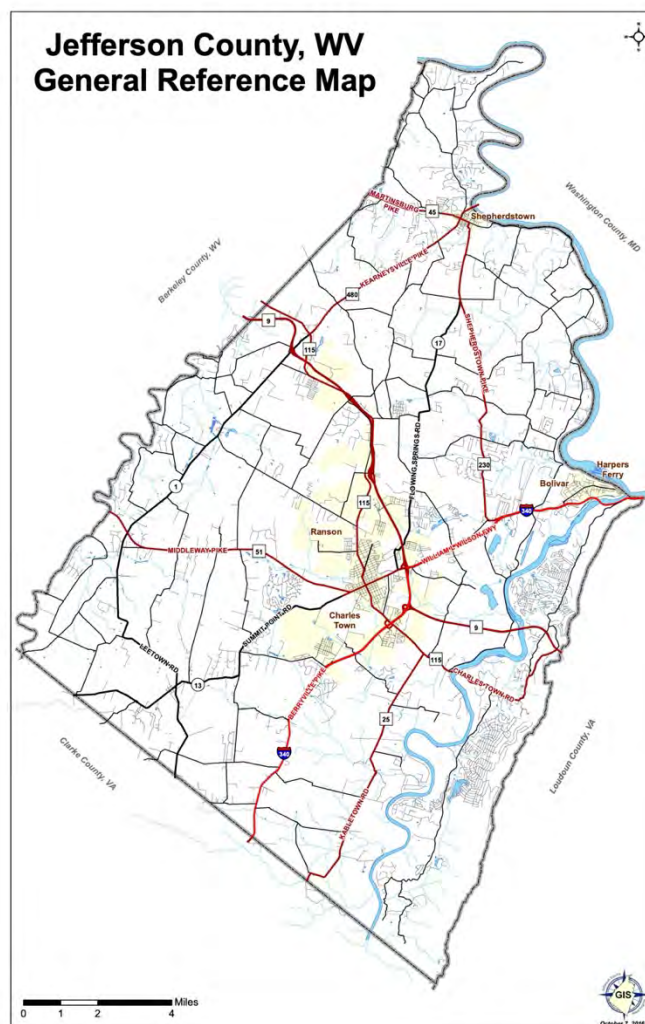 Jefferson County, WV
General Reference Map
Washington County, MD
MARTINSBURG
PIKE
45
Shepherdstown
Berkeley County, WV
KEARNEYSVILLE PIKE
480
9
115
17
SHEPHERDSTOWN PIKE
FLOWING SPRINGS RD
230
Harpers
Ferry
Bolivar
340
1
115
Ranson
WILLIAM L WILSON FWY
MIDDLEWAY PIKE
51
SUMMIT POINT RD
Charles
Town
9
LEETOWN RD
115
CHARLES TOWN RD
13
BERRYVILLE PIKE
25
340
Clarke County, VA
Loudoun County, VA
KABLETOWN RD
0 1 2 4
Miles
GIS